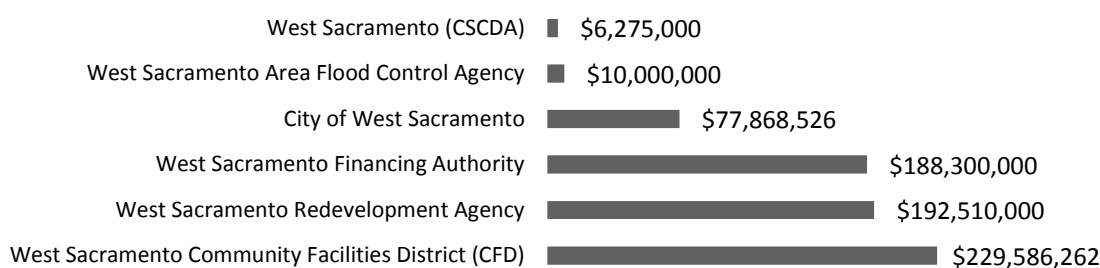 West Sacramento (CSCDA) $6,275,000
West Sacramento Area Flood Control Agency $10,000,000
City of West Sacramento $77,868,526
West Sacramento Financing Authority $188,300,000
West Sacramento Redevelopment Agency $192,510,000
West Sacramento Community Facilities District (CFD) $229,586,262